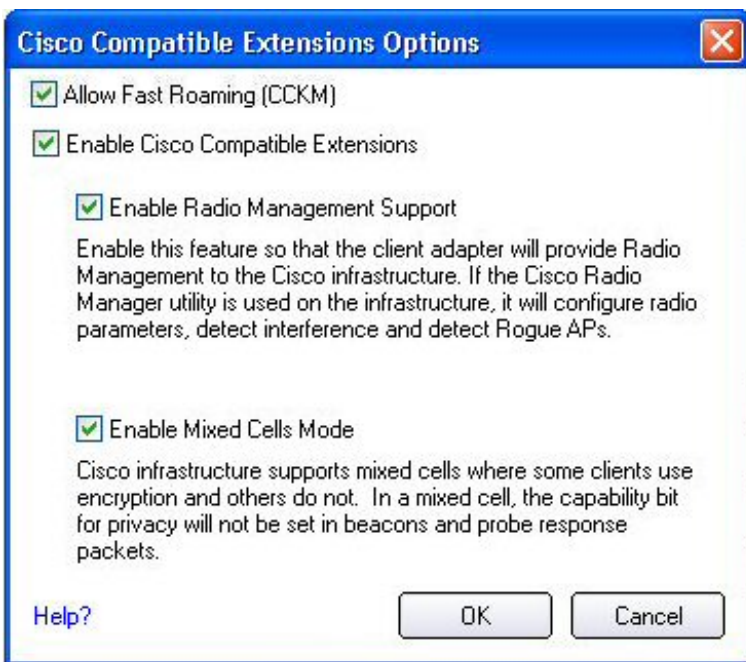 Cisco Compatible Extensions Options
Allow Fast Roaming (CCKM)
Enable Cisco Compatible Extensions
Enable Radio Management Support
Enable this feature so that the client adapter will provide Radio
Management to the Cisco infrastructure. If the Cisco Radio
Manager utility is used on the infrastructure, it will configure radio
parameters, detect interference and detect Rogue APs.
Enable Mixed Cells Mode
Cisco infrastructure supports mixed cells where some clients use
encryption and others do not.  In a mixed cell, the capability bit
for privacy will not be set in beacons and probe response
packets.
Help?
OK
Cancel